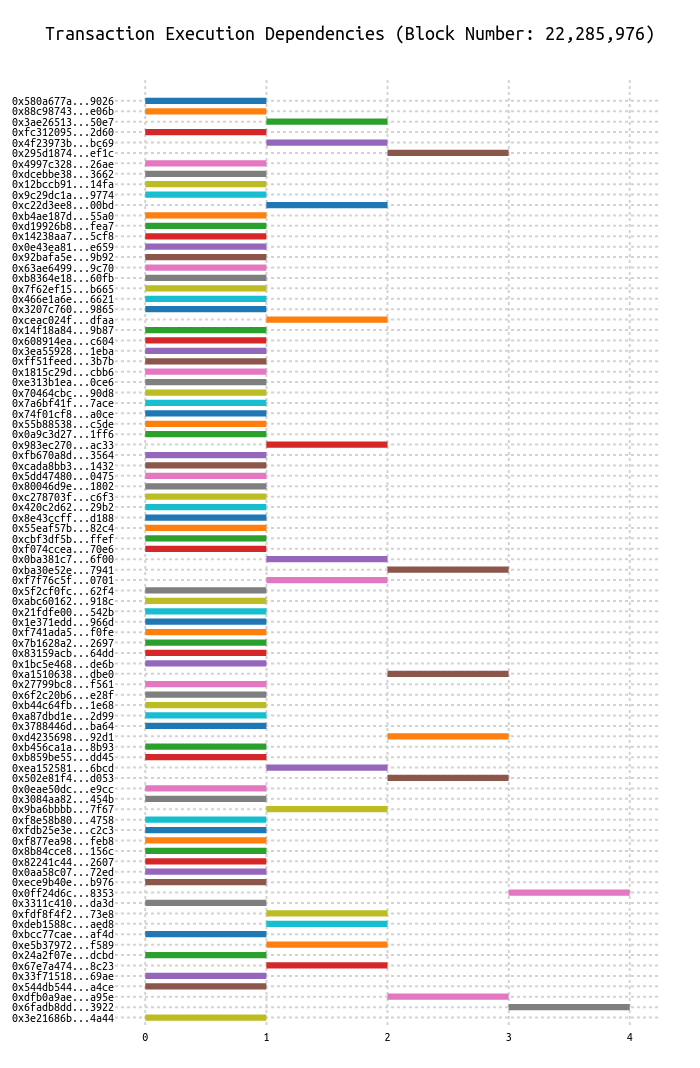 Transaction Execution Dependencies (Block Number: 22,285,976)
0x580a677a...9026
0x88c98743...e06b
0x3ae26513...50e7
0xfc312095...2d60
0x4f23973b...bc69
0x295d1874...ef1c
0x4997c328...26ae
0xdcebbe38...3662
0x12bccb91...14fa
0x9c29dc1a...9774
0xc22d3ee8...00bd
0xb4ae187d...55a0
0xd19926b8...fea7
0x14238aa7...5cf8
0x0e43ea81...e659
0x92bafa5e...9b92
0x63ae6499...9c70
0xb8364e18...60fb
0x7f62ef15...b665
0x466e1a6e...6621
0x3207c760...9865
0xceac024f...dfaa
0x14f18a84...9b87
0x608914ea...c604
0x3ea55928...1eba
0xff51feed...3b7b
0x1815c29d...cbb6
0xe313b1ea...0ce6
0x70464cbc...90d8
0x7a6bf41f...7ace
0x74f01cf8...a0ce
0x55b88538...c5de
0x0a9c3d27...1ff6
0x983ec270...ac33
0xfb670a8d...3564
0xcada8bb3...1432
0x5dd47480...0475
0x80046d9e...1802
0xc278703f...c6f3
0x420c2d62...29b2
0x8e43ccff...d188
0x55eaf57b...82c4
0xcbf3df5b...ffef
0xf074ccea...70e6
0x0ba381c7...6f00
0xba30e52e...7941
0xf7f76c5f...0701
0x5f2cf0fc...62f4
0xabc60162...918c
0x21fdfe00...542b
0x1e371edd...966d
0xf741ada5...f0fe
0x7b1628a2...2697
0x83159acb...64dd
0x1bc5e468...de6b
0xa1510638...dbe0
0x27799bc8...f561
0x6f2c20b6...e28f
0xb44c64fb...1e68
0xa87dbd1e...2d99
0x3788446d...ba64
0xd4235698...92d1
0xb456ca1a...8b93
0xb859be55...dd45
0xea152581...6bcd
0x502e81f4...d053
0x0eae50dc...e9cc
0x3084aa82...454b
0x9ba6bbbb...7f67
0xf8e58b80...4758
0xfdb25e3e...c2c3
0xf877ea98...feb8
0x8b84cce8...156c
0x82241c44...2607
0x0aa58c07...72ed
0xece9b40e...b976
0x0ff24d6c...8353
0x3311c410...da3d
0xfdf8f4f2...73e8
0xdeb1588c...aed8
0xbcc77cae...af4d
0xe5b37972...f589
0x24a2f07e...dcbd
0x67e7a474...8c23
0x33f71518...69ae
0x544db544...a4ce
0xdfb0a9ae...a95e
0x6fadb8dd...3922
0x3e21686b...4a44
0 1 2 3 4